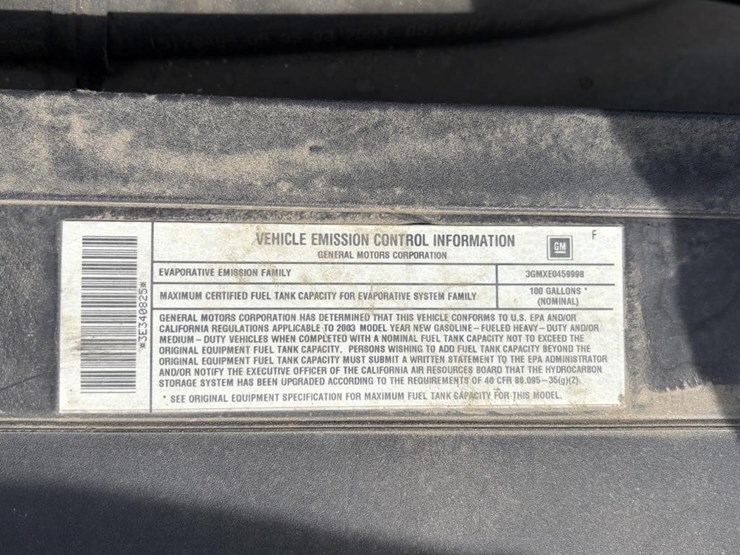 VEHICLE EMISSION CONTROL INFORMATION
GENERAL MOTORS CORPORATION
GM
F
EVAPORATIVE EMISSION FAMILY
3GMXE0459998
MAXIMUM CERTIFIED FUEL TANK CAPACITY FOR EVAPORATIVE SYSTEM FAMILY
100 GALLONS *
(NOMINAL)
GENERAL MOTORS CORPORATION HAS DETERMINED THAT THIS VEHICLE CONFORMS TO U.S. EPA AND/OR
CALIFORNIA REGULATIONS APPLICABLE TO 2003 MODEL YEAR NEW GASOLINE-FUELED HEAVY-DUTY AND/OR
MEDIUM-DUTY VEHICLES WHEN COMPLETED WITH A NOMINAL FUEL TANK CAPACITY NOT TO EXCEED THE
ORIGINAL EQUIPMENT FUEL TANK CAPACITY. PERSONS WISHING TO ADD FUEL TANK CAPACITY BEYOND THE
ORIGINAL EQUIPMENT FUEL TANK CAPACITY MUST SUBMIT A WRITTEN STATEMENT TO THE EPA ADMINISTRATOR
AND/OR NOTIFY THE EXECUTIVE OFFICER OF THE CALIFORNIA AIR RESOURCES BOARD THAT THE HYDROCARBON
STORAGE SYSTEM HAS BEEN UPGRADED ACCORDING TO THE REQUIREMENTS OF 40 CFR 86.095-35(g)(2).
* SEE ORIGINAL EQUIPMENT SPECIFICATION FOR MAXIMUM FUEL TANK CAPACITY FOR THIS MODEL.
*3E340825*